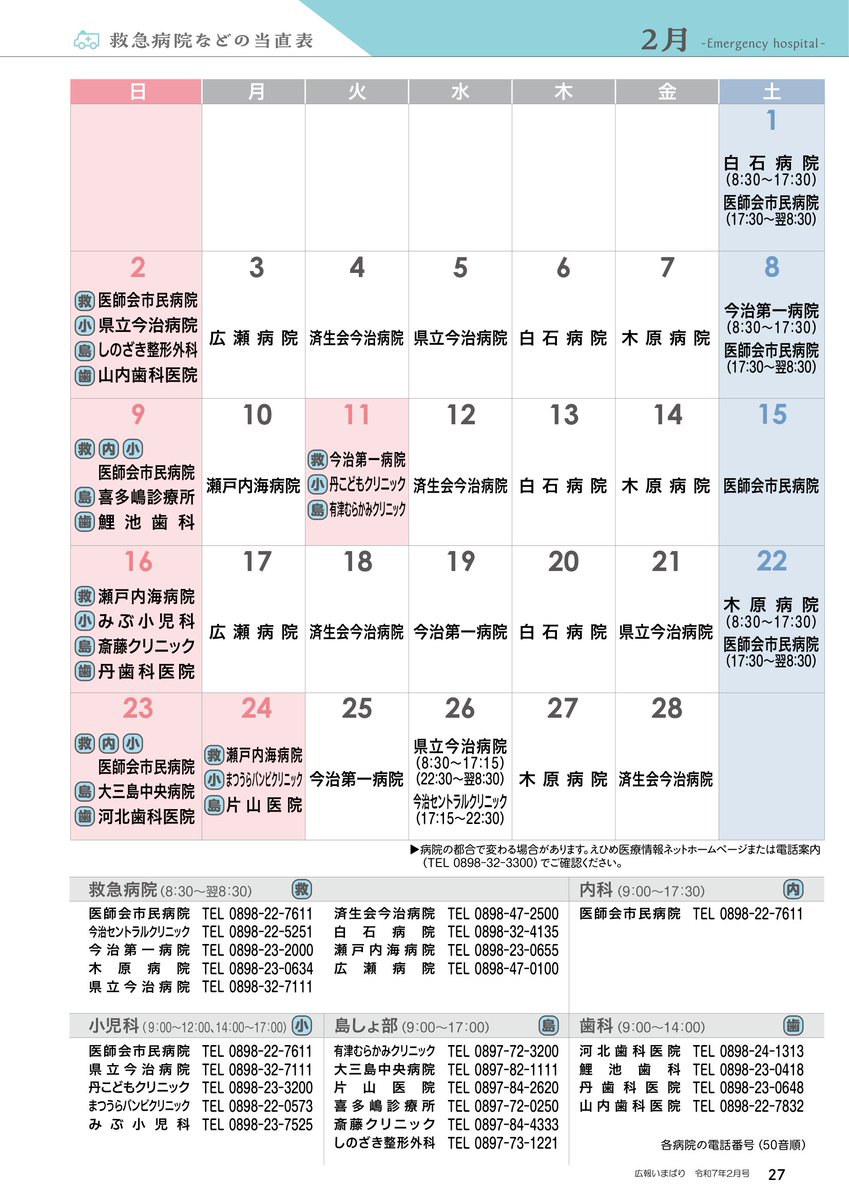 救急病院などの当直表
2月 -Emergency hospital-
日 月 火 水 木 金 土
1
白石病院
(8:30～17:30)
医師会市民病院
(17:30～翌8:30)
2
救 医師会市民病院
小 県立今治病院
島 しのざき整形外科
歯 山内歯科医院
3
広瀬病院
4
済生会今治病院
5
県立今治病院
6
白石病院
7
木原病院
8
今治第一病院
(8:30～17:30)
医師会市民病院
(17:30～翌8:30)
9
救 内 小
医師会市民病院
島 喜多嶋診療所
歯 鯉池歯科
10
瀬戸内海病院
11
救 今治第一病院
小 丹こどもクリニック
島 有津むらかみクリニック
12
済生会今治病院
13
白石病院
14
木原病院
15
医師会市民病院
16
救 瀬戸内海病院
小 みぶ小児科
島 斎藤クリニック
歯 丹歯科医院
17
広瀬病院
18
済生会今治病院
19
今治第一病院
20
白石病院
21
県立今治病院
22
木原病院
(8:30～17:30)
医師会市民病院
(17:30～翌8:30)
23
救 内 小
医師会市民病院
島 大三島中央病院
歯 河北歯科医院
24
救 瀬戸内海病院
小 まつうらバンビクリニック
島 片山医院
25
今治第一病院
26
県立今治病院
(8:30～17:15)
(22:30～翌8:30)
今治セントラルクリニック
(17:15～22:30)
27
木原病院
28
済生会今治病院
▶病院の都合で変わる場合があります。えひめ医療情報ネットホームページまたは電話案内
(TEL 0898-32-3300)でご確認ください。
救急病院(8:30～翌8:30) 救
医師会市民病院 TEL 0898-22-7611
今治セントラルクリニック TEL 0898-22-5251
今治第一病院 TEL 0898-23-2000
木原病院 TEL 0898-23-0634
県立今治病院 TEL 0898-32-7111
済生会今治病院 TEL 0898-47-2500
白石病院 TEL 0898-32-4135
瀬戸内海病院 TEL 0898-23-0655
広瀬病院 TEL 0898-47-0100
内科(9:00～17:30) 内
医師会市民病院 TEL 0898-22-7611
小児科(9:00～12:00、14:00～17:00) 小
医師会市民病院 TEL 0898-22-7611
県立今治病院 TEL 0898-32-7111
丹こどもクリニック TEL 0898-23-3200
まつうらバンビクリニック TEL 0898-22-0573
みぶ小児科 TEL 0898-23-7525
島しょ部(9:00～17:00) 島
有津むらかみクリニック TEL 0897-72-3200
大三島中央病院 TEL 0897-82-1111
片山医院 TEL 0897-84-2620
喜多嶋診療所 TEL 0897-72-0250
斎藤クリニック TEL 0897-84-4333
しのざき整形外科 TEL 0897-73-1221
歯科(9:00～14:00) 歯
河北歯科医院 TEL 0898-24-1313
鯉池歯科 TEL 0898-23-0418
丹歯科医院 TEL 0898-23-0648
山内歯科医院 TEL 0898-22-7832
各病院の電話番号(50音順)
広報いまばり 令和7年2月号 27